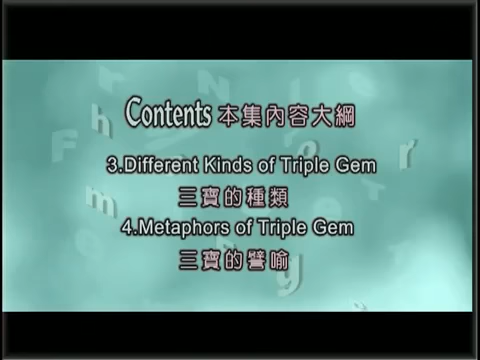 Contents 本集內容大綱
3.Different Kinds of Triple Gem
三寶的種類
4.Metaphors of Triple Gem
三寶的譬喻